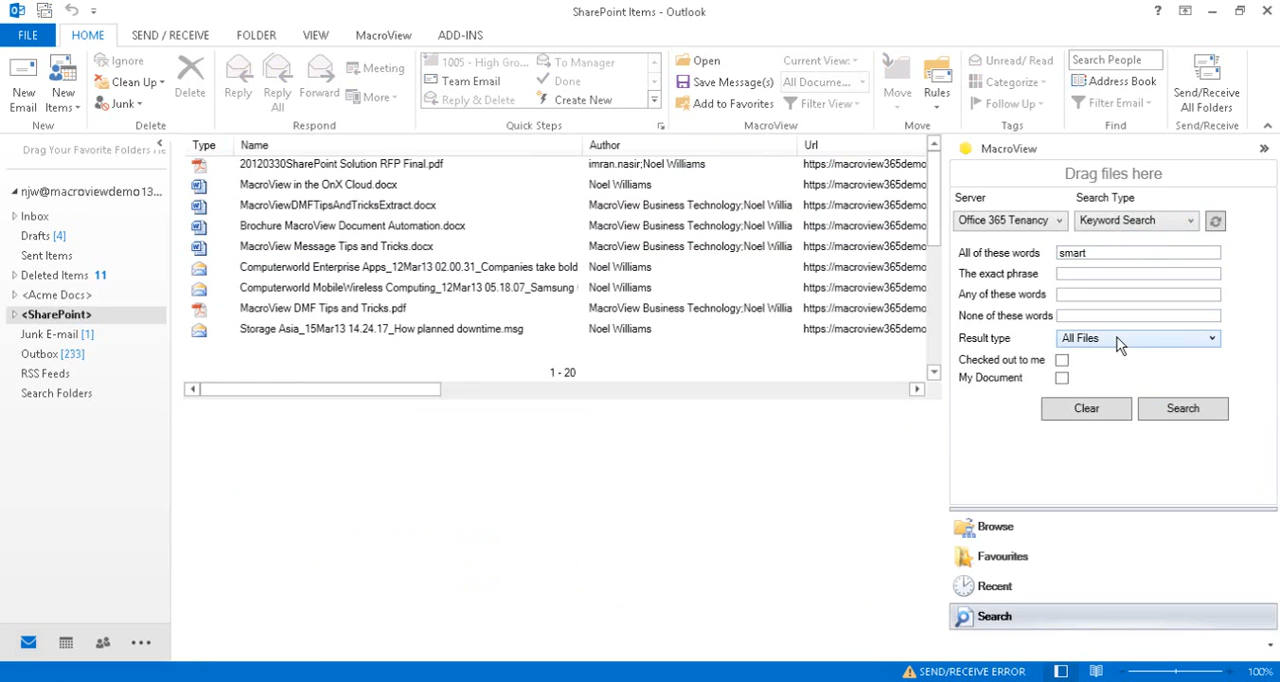 SharePoint Items - Outlook
?
FILE
HOME
SEND / RECEIVE
FOLDER
VIEW
MacroView
ADD-INS
New
Email
New
Items
New
Ignore
Clean Up
Junk
Delete
Delete
Reply
Reply
All
Forward
Meeting
More
Respond
1005 - High Gro...
Team Email
Reply & Delete
To Manager
Done
Create New
Quick Steps
Open
Save Message(s)
Add to Favorites
Current View:
All Docume...
Filter View
MacroView
Move
Rules
Move
Unread/ Read
Categorize
Follow Up
Tags
Search People
Address Book
Filter Email
Find
Send/Receive
All Folders
Send/Receive
Drag Your Favorite Folders He
njw@macroviewdemo13...
Inbox
Drafts [4]
Sent Items
Deleted Items 11
<Acme Docs>
<SharePoint>
Junk E-mail [1]
Outbox [233]
RSS Feeds
Search Folders
Type Name Author Url
20120330SharePoint Solution RFP Final.pdf imran.nasir;Noel Williams https://macroview365demo
MacroView in the OnX Cloud.docx Noel Williams https://macroview365demo
MacroViewDMFTipsAndTricksExtract.docx MacroView Business Technology;Noel Willia https://macroview365demo
Brochure MacroView Document Automation.docx MacroView Business Technology;Noel Willia https://macroview365demo
MacroView Message Tips and Tricks.docx Noel Williams https://macroview365demo
Computerworld Enterprise Apps_12Mar13 02.00.31_Companies take bold Noel Williams https://macroview365demo
Computerworld MobileWireless Computing_12Mar13 05.18.07_Samsung Noel Williams https://macroview365demo
MacroView DMF Tips and Tricks.pdf MacroView Business Technology;Noel Willia https://macroview365demo
Storage Asia_15Mar13 14.24.17_How planned downtime.msg Noel Williams https://macroview365demo
1 - 20
MacroView
Drag files here
Server Search Type
Office 365 Tenancy Keyword Search
All of these words smart
The exact phrase
Any of these words
None of these words
Result type All Files
Checked out to me
My Document
Clear Search
Browse
Favourites
Recent
Search
SEND/RECEIVE ERROR 100%